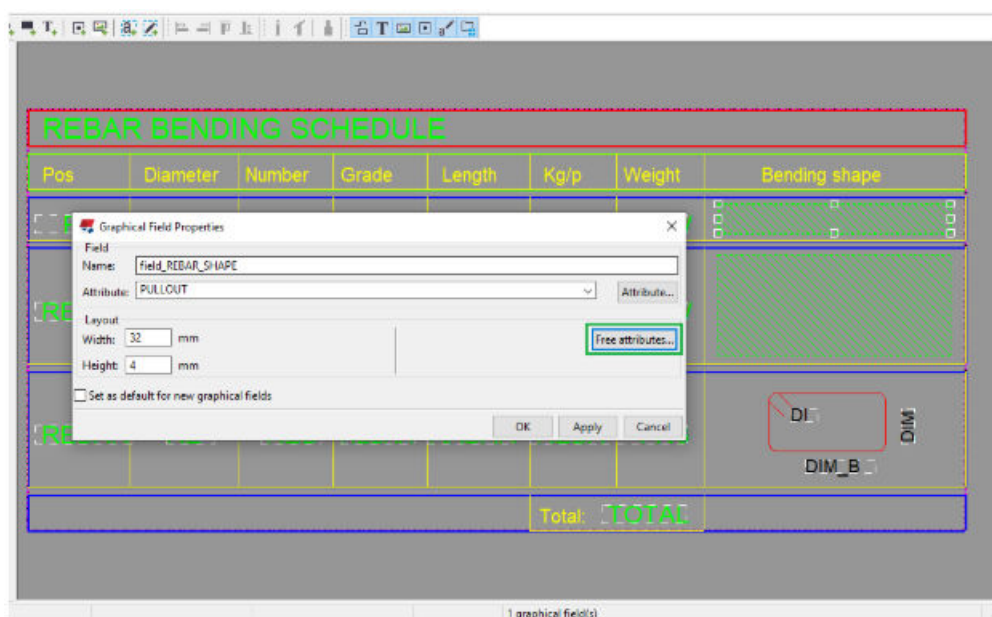 REBAR BENDING SCHEDULE
Pos Diameter Number Grade Length Kg/p Weight Bending shape
Graphical Field Properties
Field
Name: field_REBAR_SHAPE
Attribute: PULLOUT Attribute...
Layout
Width: 32 mm
Free attributes...
Height: 4 mm
Set as default for new graphical fields
OK Apply Cancel
DI
DIM
DIM_B
Total: TOTAL
1 graphical field(s)